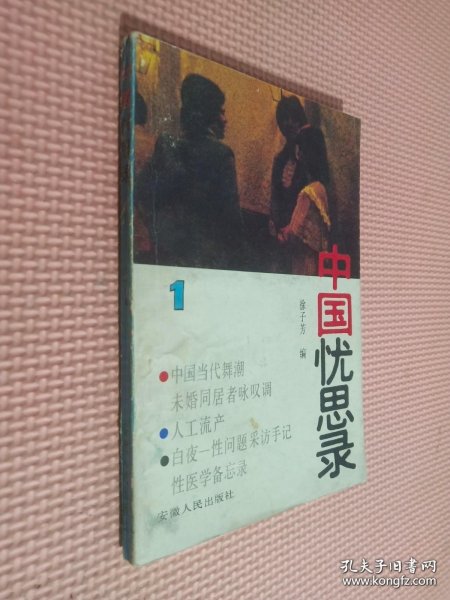 中国忧思录
徐子芳 编
1
中国当代舞潮
未婚同居者咏叹调
人工流产
白夜—性问题采访手记
性医学备忘录
安徽人民出版社
孔夫子旧书网
www.kongfz.com